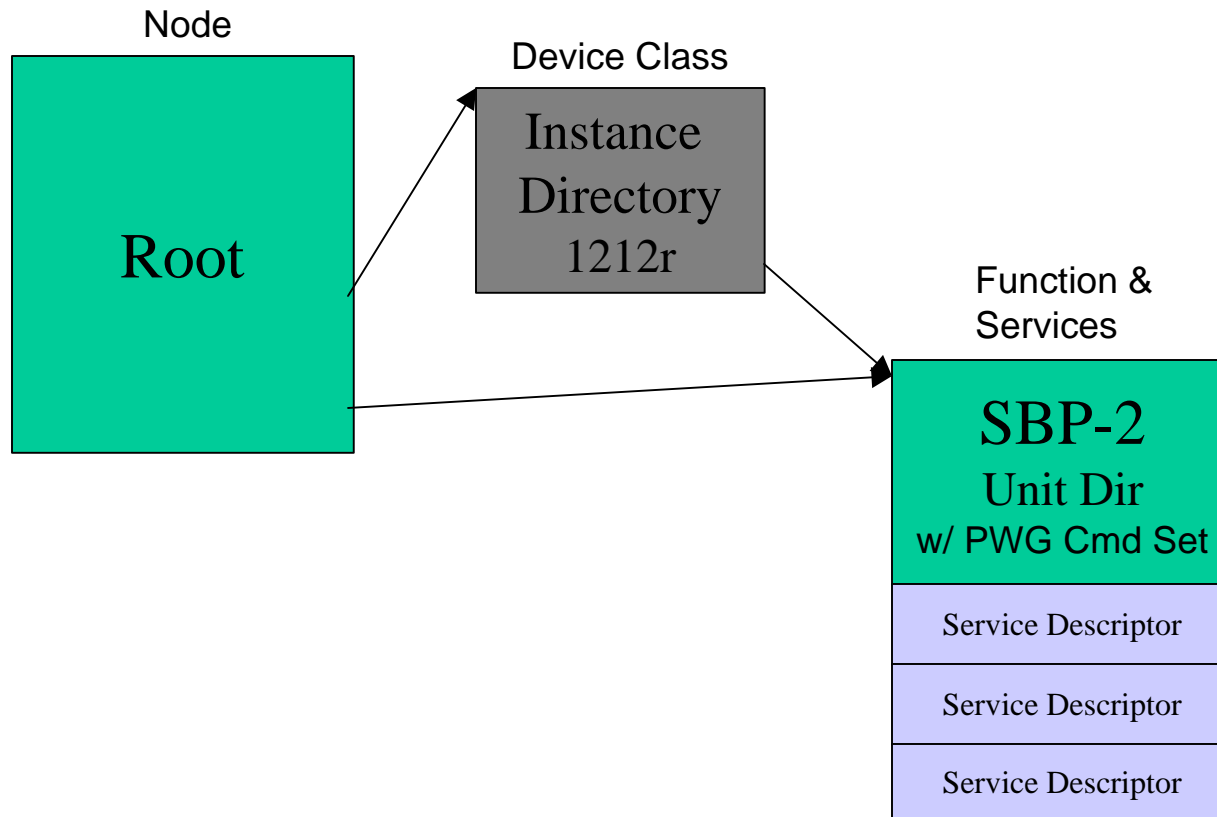 Node
Device Class
Root
Instance
Directory
1212r
Function &
Services
SBP-2
Unit Dir
w/ PWG Cmd Set
Service Descriptor
Service Descriptor
Service Descriptor